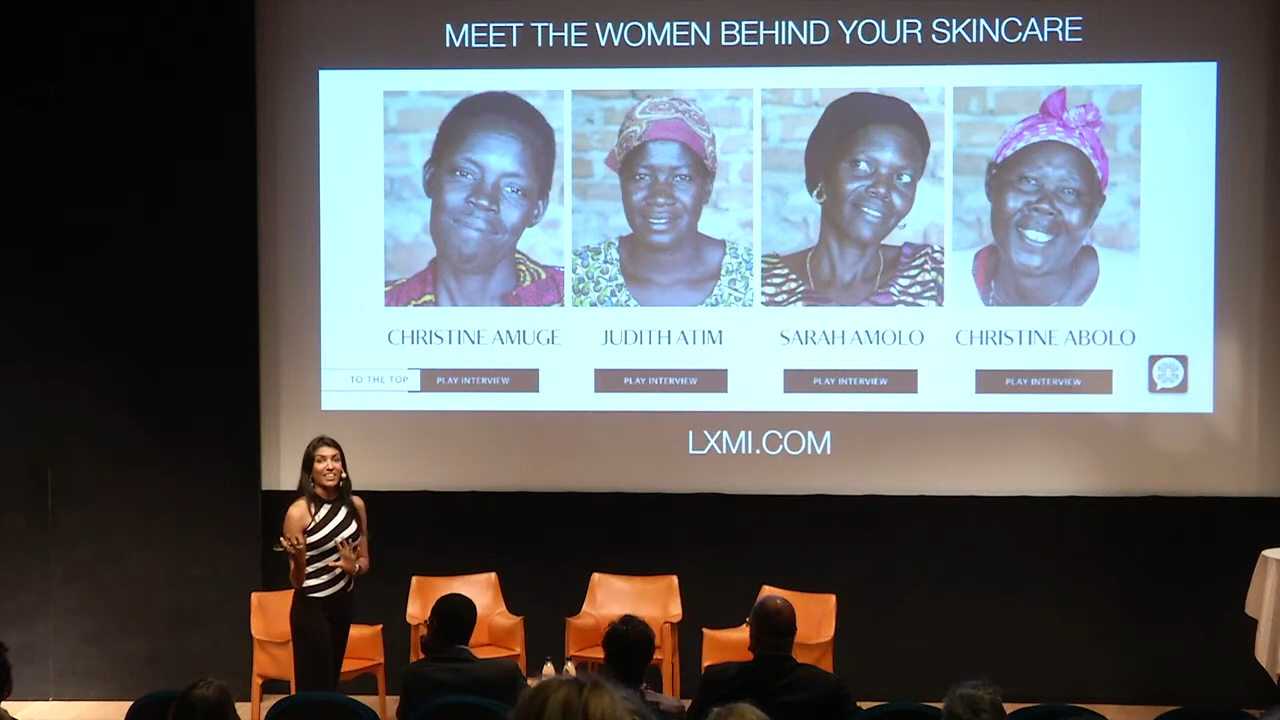 MEET THE WOMEN BEHIND YOUR SKINCARE
CHRISTINE AMUGE
JUDITH ATIM
SARAH AMOLO
CHRISTINE ABOLO
TO THE TOP
PLAY INTERVIEW
PLAY INTERVIEW
PLAY INTERVIEW
PLAY INTERVIEW
LXMI.COM